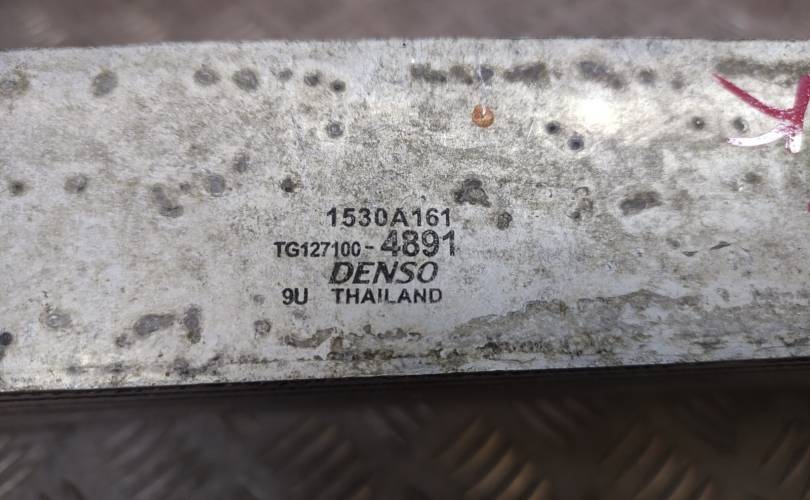 1530A161
TG127100-4891
DENSO
9U THAILAND